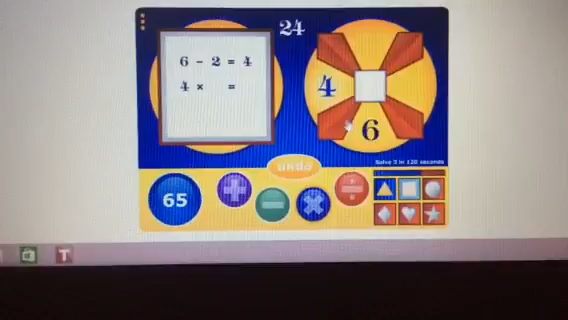 24
6 - 2 = 4
4 × =
4
6
Solve 3 in 120 seconds
undo
65
+
-
×
÷
T